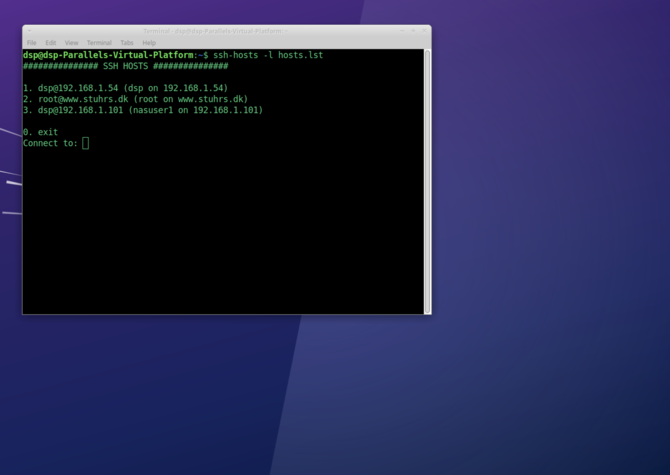 Terminal - dsp@dsp-Parallels-Virtual-Platform: ~
File Edit View Terminal Tabs Help
dsp@dsp-Parallels-Virtual-Platform:~$ ssh-hosts -l hosts.lst
############### SSH HOSTS ###############
1. dsp@192.168.1.54 (dsp on 192.168.1.54)
2. root@www.stuhrs.dk (root on www.stuhrs.dk)
3. dsp@192.168.1.101 (nasuser1 on 192.168.1.101)
0. exit
Connect to: